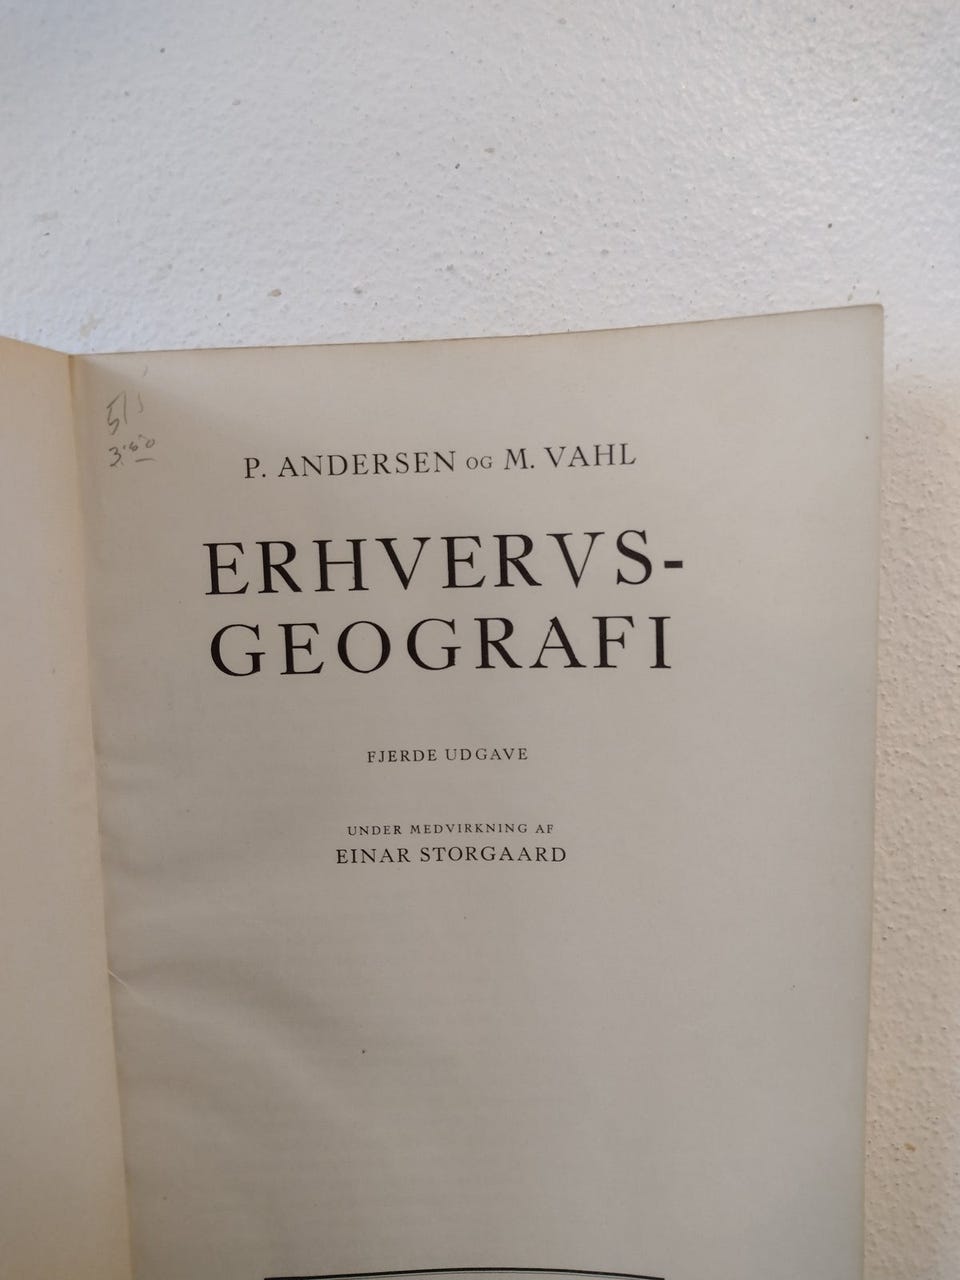 P. ANDERSEN OG M. VAHL
ERHVERVS-
GEOGRAFI
FJERDE UDGAVE
UNDER MEDVIRKNING AF
EINAR STORGAARD